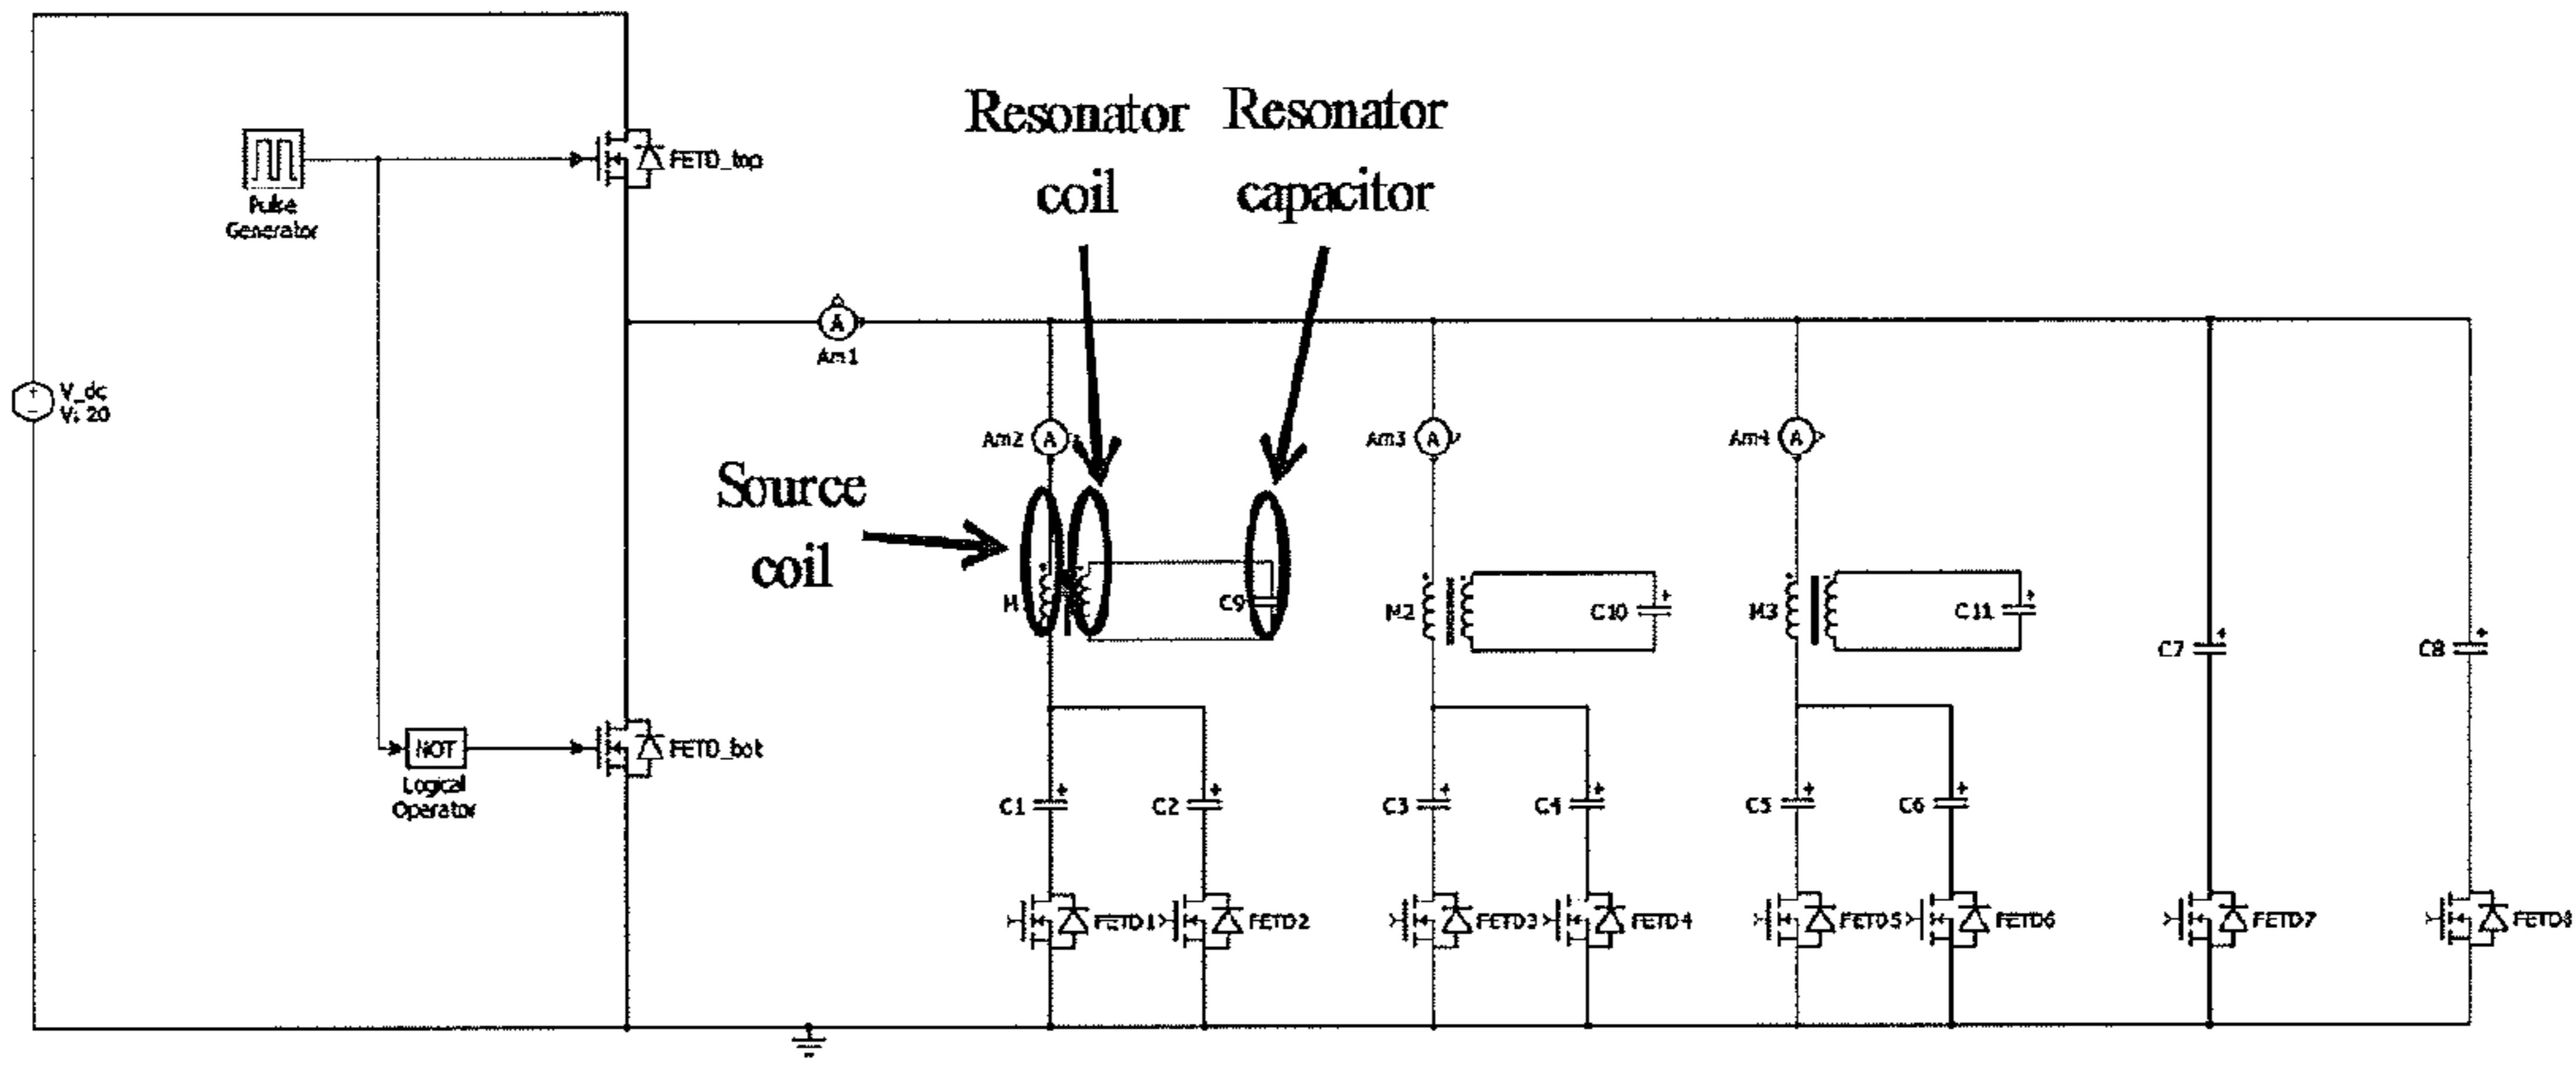 Resonator
coil
Resonator
capacitor
FETD_top
Pulse
Generator
A
Am1
V_dc
V: 20
Am2
A
Am3
A
Am4
A
Source
coil
M
C9
M2
C10
M3
C11
C7
C8
NOT
Logical
Operator
FETD_bot
C1
C2
C3
C4
C5
C6
FETD1
FETD2
FETD3
FETD4
FETD5
FETD6
FETD7
FETD8